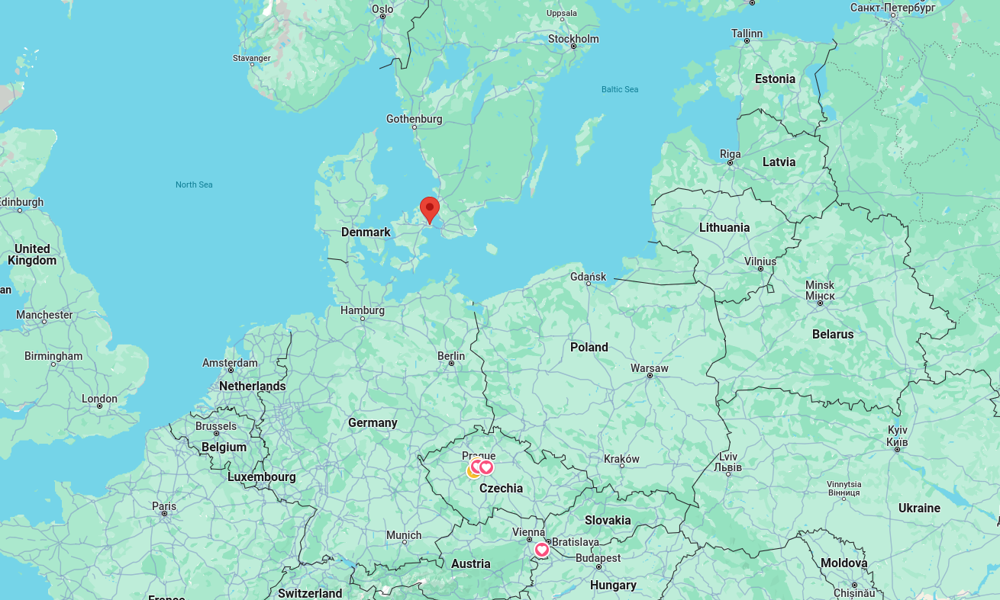 Oslo
Uppsala
Санкт-Петербург
Stockholm
Tallinn
Stavanger
Estonia
Baltic Sea
Gothenburg
Riga
Latvia
North Sea
Edinburgh
Denmark
Lithuania
United
Kingdom
Vilnius
Gdańsk
Minsk
Мінск
an
Hamburg
Manchester
Belarus
Poland
Birmingham
Berlin
Amsterdam
Warsaw
Netherlands
London
Germany
Brussels
Kyiv
Київ
Belgium
Prague
Kraków
Lviv
Львів
Luxembourg
Czechia
Vinnytsia
Вінниця
Paris
Ukraine
Slovakia
Munich
Vienna
Bratislava
Budapest
Austria
Moldova
Hungary
Switzerland
Chișinău
France